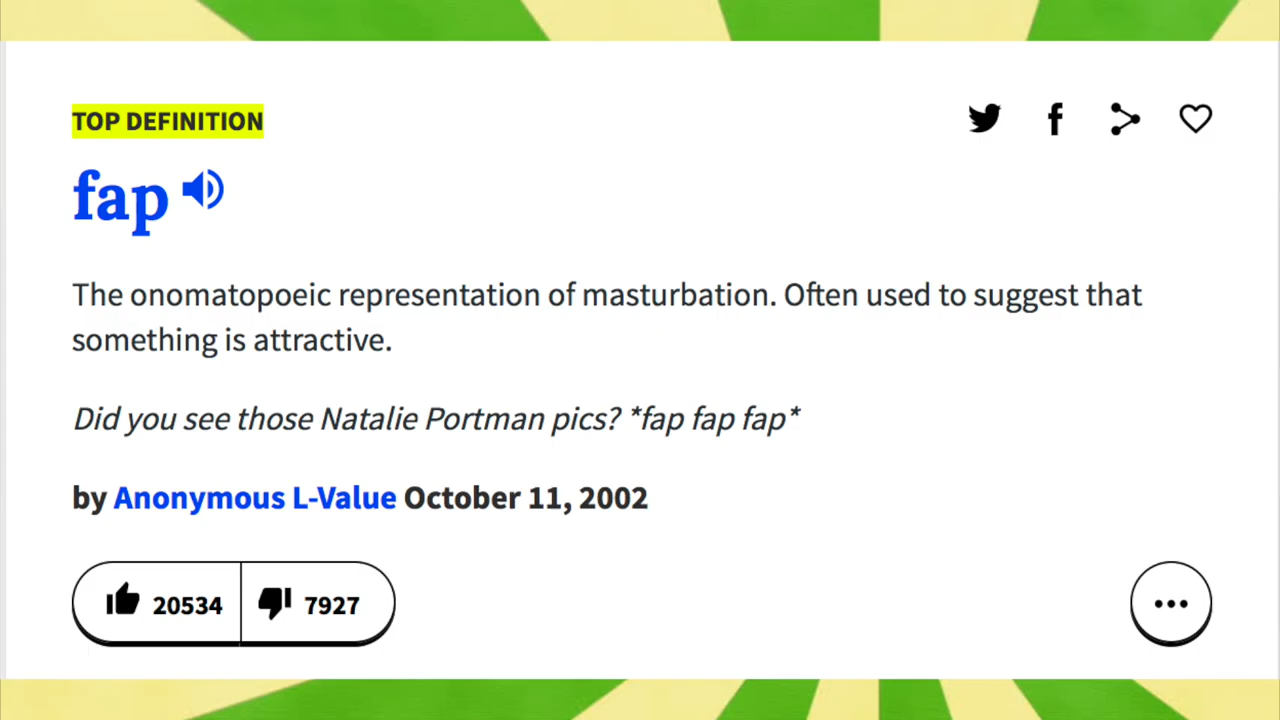 TOP DEFINITION
fap
The onomatopoeic representation of masturbation. Often used to suggest that
something is attractive.
Did you see those Natalie Portman pics? *fap fap fap*
by Anonymous L-Value October 11, 2002
20534 7927